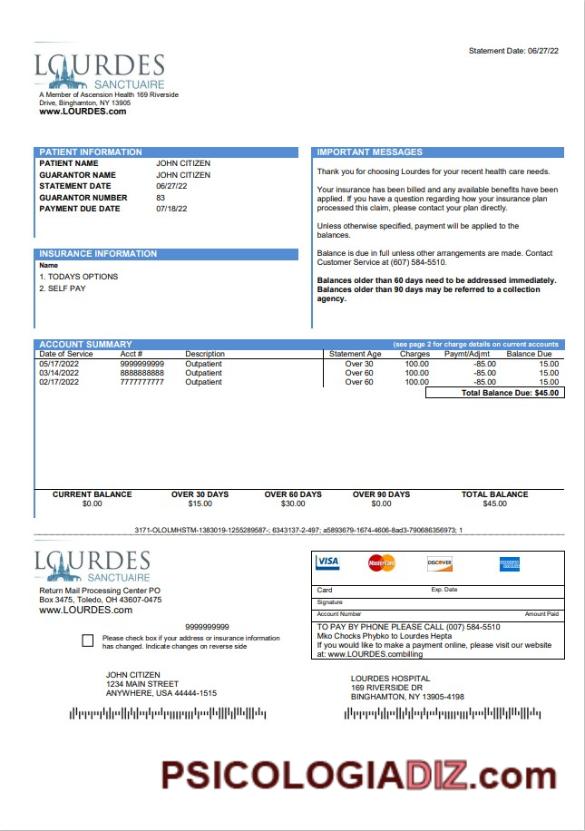 Statement Date: 06/27/22
LOURDES
SANCTUAIRE
A Member of Ascension Health 169 Riverside
Drive, Binghamton, NY 13905
www.LOURDES.com
PATIENT INFORMATION
PATIENT NAME JOHN CITIZEN
GUARANTOR NAME JOHN CITIZEN
STATEMENT DATE 06/27/22
GUARANTOR NUMBER 83
PAYMENT DUE DATE 07/18/22
INSURANCE INFORMATION
Name
1. TODAYS OPTIONS
2. SELF PAY
IMPORTANT MESSAGES
Thank you for choosing Lourdes for your recent health care needs.
Your insurance has been billed and any available benefits have been
applied. If you have a question regarding how your insurance plan
processed this claim, please contact your plan directly.
Unless otherwise specified, payment will be applied to the
balances.
Balance is due in full unless other arrangements are made. Contact
Customer Service at (607) 584-5510.
Balances older than 60 days need to be addressed immediately.
Balances older than 90 days may be referred to a collection
agency.
ACCOUNT SUMMARY (see page 2 for charge details on current accounts
Date of Service Acct # Description Statement Age Charges Paymt/Adjmt Balance Due
05/17/2022 9999999999 Outpatient Over 30 100.00 -85.00 15.00
03/14/2022 8888888888 Outpatient Over 60 100.00 -85.00 15.00
02/17/2022 7777777777 Outpatient Over 60 100.00 -85.00 15.00
Total Balance Due: $45.00
CURRENT BALANCE OVER 30 DAYS OVER 60 DAYS OVER 90 DAYS TOTAL BALANCE
$0.00 $15.00 $30.00 $0.00 $45.00
3171-OLOLMHSTM-1383019-1255289587-; 6343137-2-497; a5893679-1674-4606-8ad3-790686356973; 1
LOURDES
SANCTUAIRE
Return Mail Processing Center PO
Box 3475, Toledo, OH 43607-0475
www.LOURDES.com
9999999999
Please check box if your address or insurance information
has changed. Indicate changes on reverse side
VISA MasterCard DISCOVER AMERICAN EXPRESS
Card Exp. Date
Signature
Account Number Amount Paid
TO PAY BY PHONE PLEASE CALL (007) 584-5510
Mko Chocks Phybko to Lourdes Hepta
If you would like to make a payment online, please visit our website
at: www.LOURDES.combilling
JOHN CITIZEN
1234 MAIN STREET
ANYWHERE, USA 44444-1515
LOURDES HOSPITAL
169 RIVERSIDE DR
BINGHAMTON, NY 13905-4198
PSICOLOGIADIZ.com